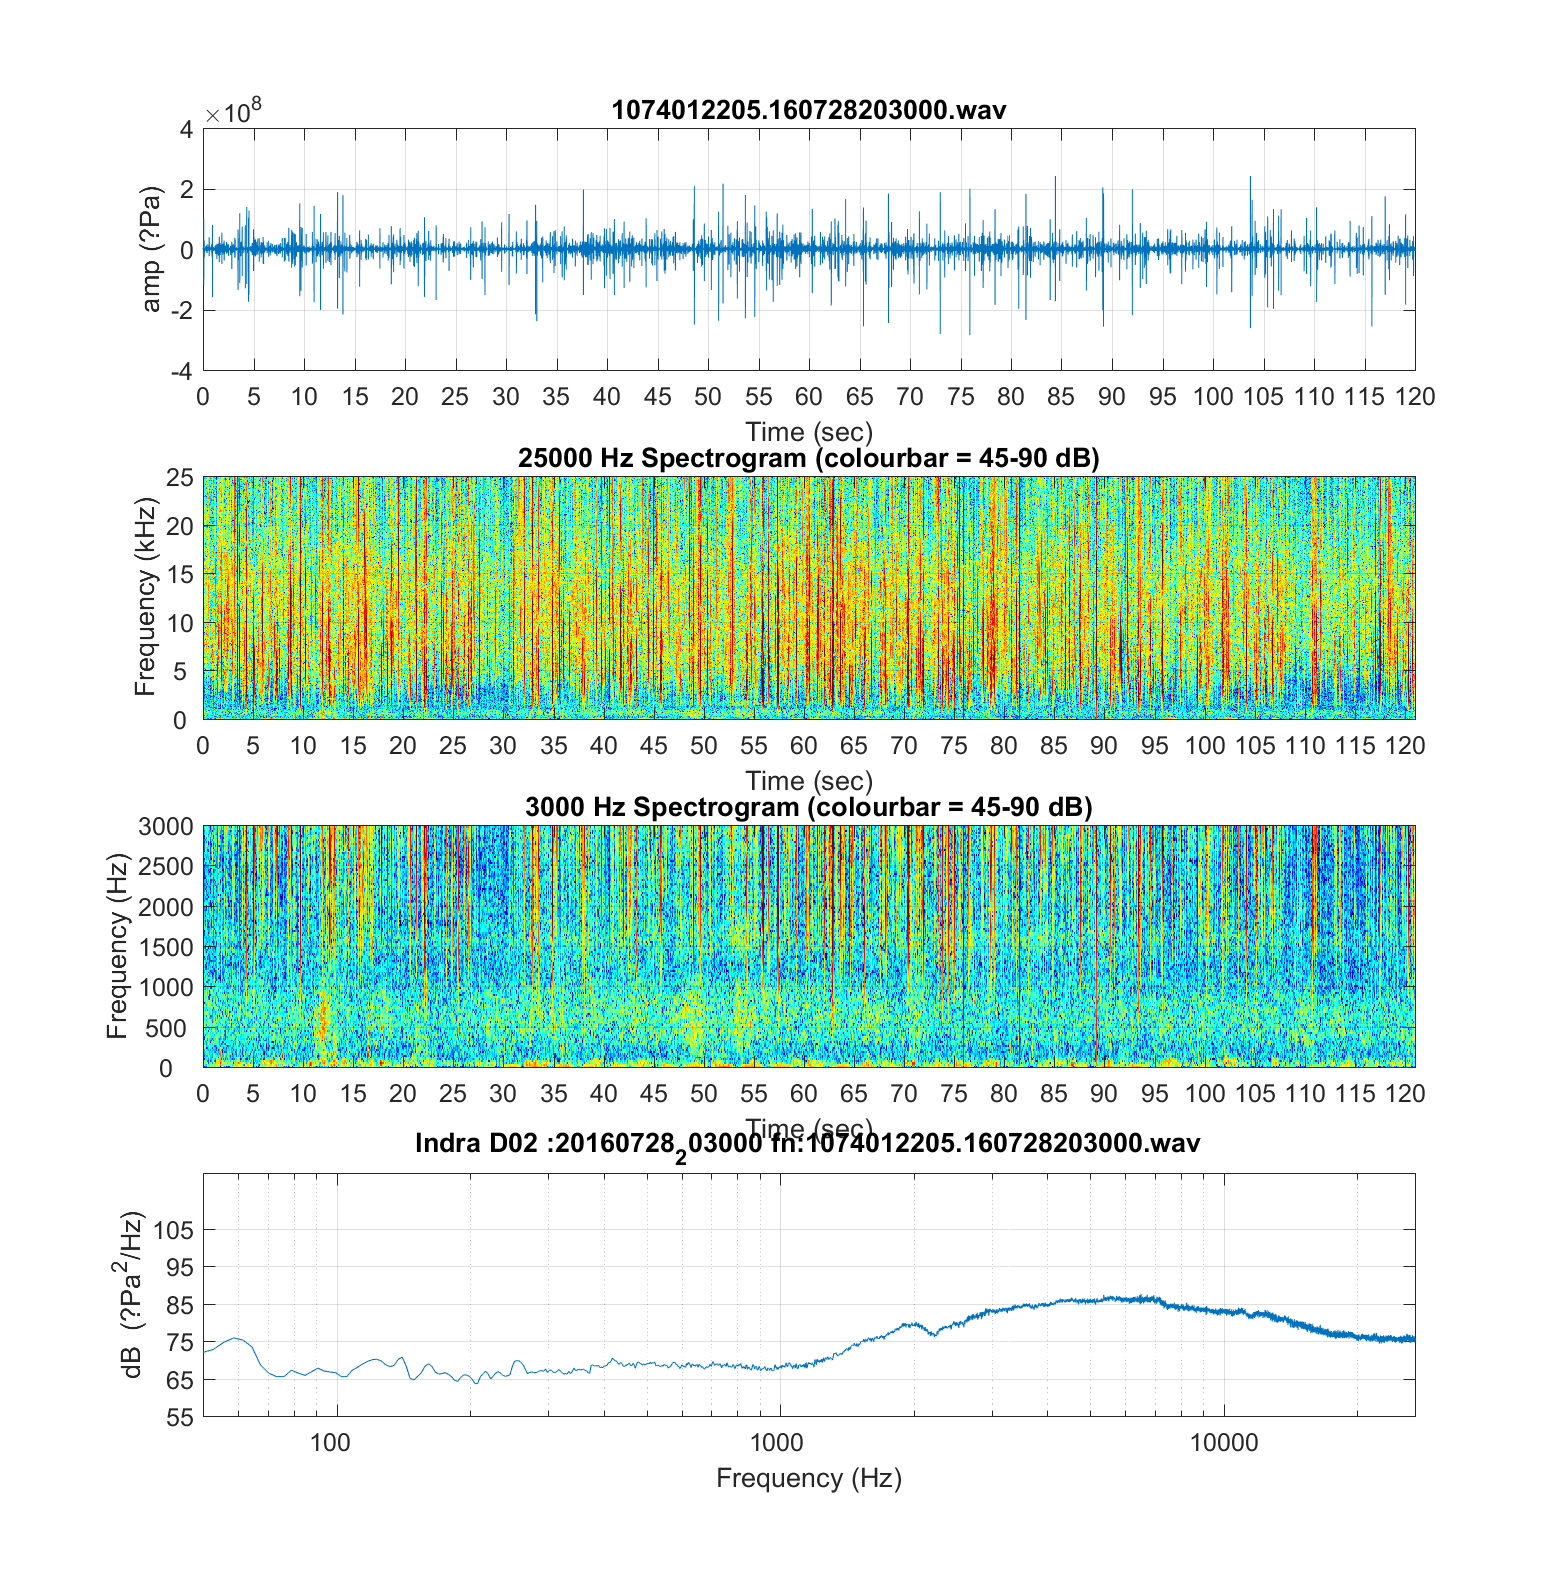 ×10⁸
1074012205.160728203000.wav
4
2
0
-2
-4
amp (?Pa)
0 5 10 15 20 25 30 35 40 45 50 55 60 65 70 75 80 85 90 95 100 105 110 115 120
Time (sec)
25000 Hz Spectrogram (colourbar = 45-90 dB)
25
20
15
10
5
0
Frequency (kHz)
0 5 10 15 20 25 30 35 40 45 50 55 60 65 70 75 80 85 90 95 100 105 110 115 120
Time (sec)
3000 Hz Spectrogram (colourbar = 45-90 dB)
3000
2500
2000
1500
1000
500
0
Frequency (Hz)
0 5 10 15 20 25 30 35 40 45 50 55 60 65 70 75 80 85 90 95 100 105 110 115 120
Time (sec)
Indra D02 :20160728₂03000 fn:1074012205.160728203000.wav
105
95
85
75
65
55
dB (?Pa²/Hz)
100 1000 10000
Frequency (Hz)